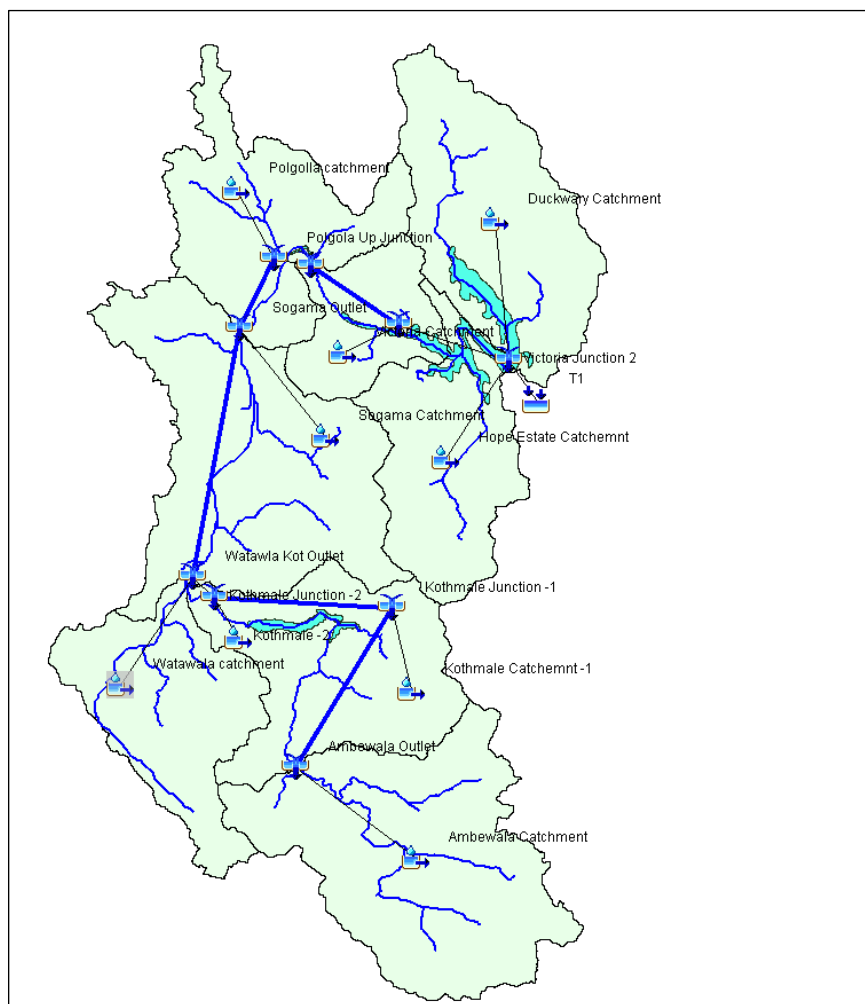 Polgolla catchment
Duckwary Catchment
Polgola Up Junction
Sogama Outlet
Victoria Catchment
Victoria Junction 2
T1
Sogama Catchment
Hope Estate Catchemnt
Watawla Kot Outlet
Kothmale Junction -2
Kothmale Junction -1
Kothmale -2
Watawala catchment
Kothmale Catchemnt -1
Ambewala Outlet
Ambewala Catchment